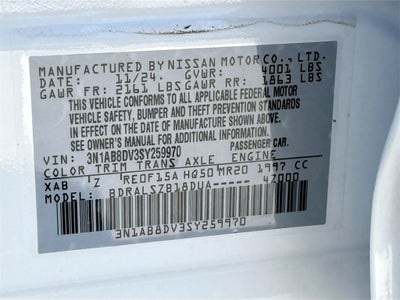 MANUFACTURED BY NISSAN MOTOR CO., LTD.
11/24. GVWR: 4001 LBS
GAWR FR: 2161 LBS GAWR RR: 1863 LBS
THIS VEHICLE CONFORMS TO ALL APPLICABLE FEDERAL MOTOR
VEHICLE SAFETY, BUMPER, AND THEFT PREVENTION STANDARDS
IN EFFECT ON THE DATE OF MANUFACTURE SHOWN ABOVE.
SEE OWNER'S MANUAL FOR ADDITIONAL INFORMATION.
VIN: 3N1AB8DV3SY259970 PASSENGER CAR
COLOR TRIM TRANS AXLE ENGINE
XAB Z RE0F15A HQ50 MR20 1997 CC
MODEL: BDRALSZB18DUA----- 42000
3N1AB8DV3SY259970